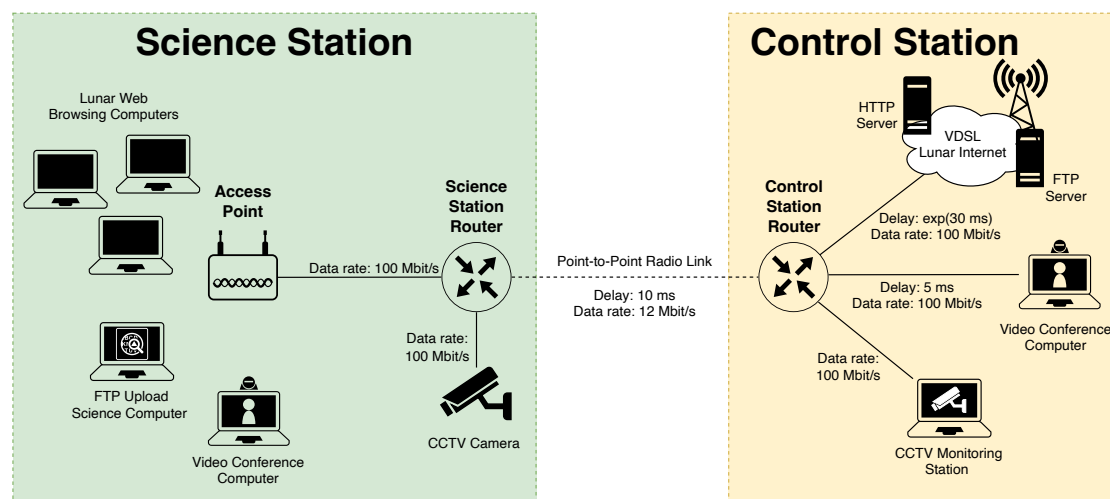 Science Station
Lunar Web
Browsing Computers
Access
Point
Data rate: 100 Mbit/s
Science
Station
Router
Data rate:
100 Mbit/s
FTP Upload
Science Computer
Video Conference
Computer
CCTV Camera
Point-to-Point Radio Link
Delay: 10 ms
Data rate: 12 Mbit/s
Control Station
HTTP
Server
VDSL
Lunar Internet
FTP
Server
Control
Station
Router
Delay: exp(30 ms)
Data rate: 100 Mbit/s
Delay: 5 ms
Data rate: 100 Mbit/s
Video Conference
Computer
Data rate:
100 Mbit/s
CCTV Monitoring
Station